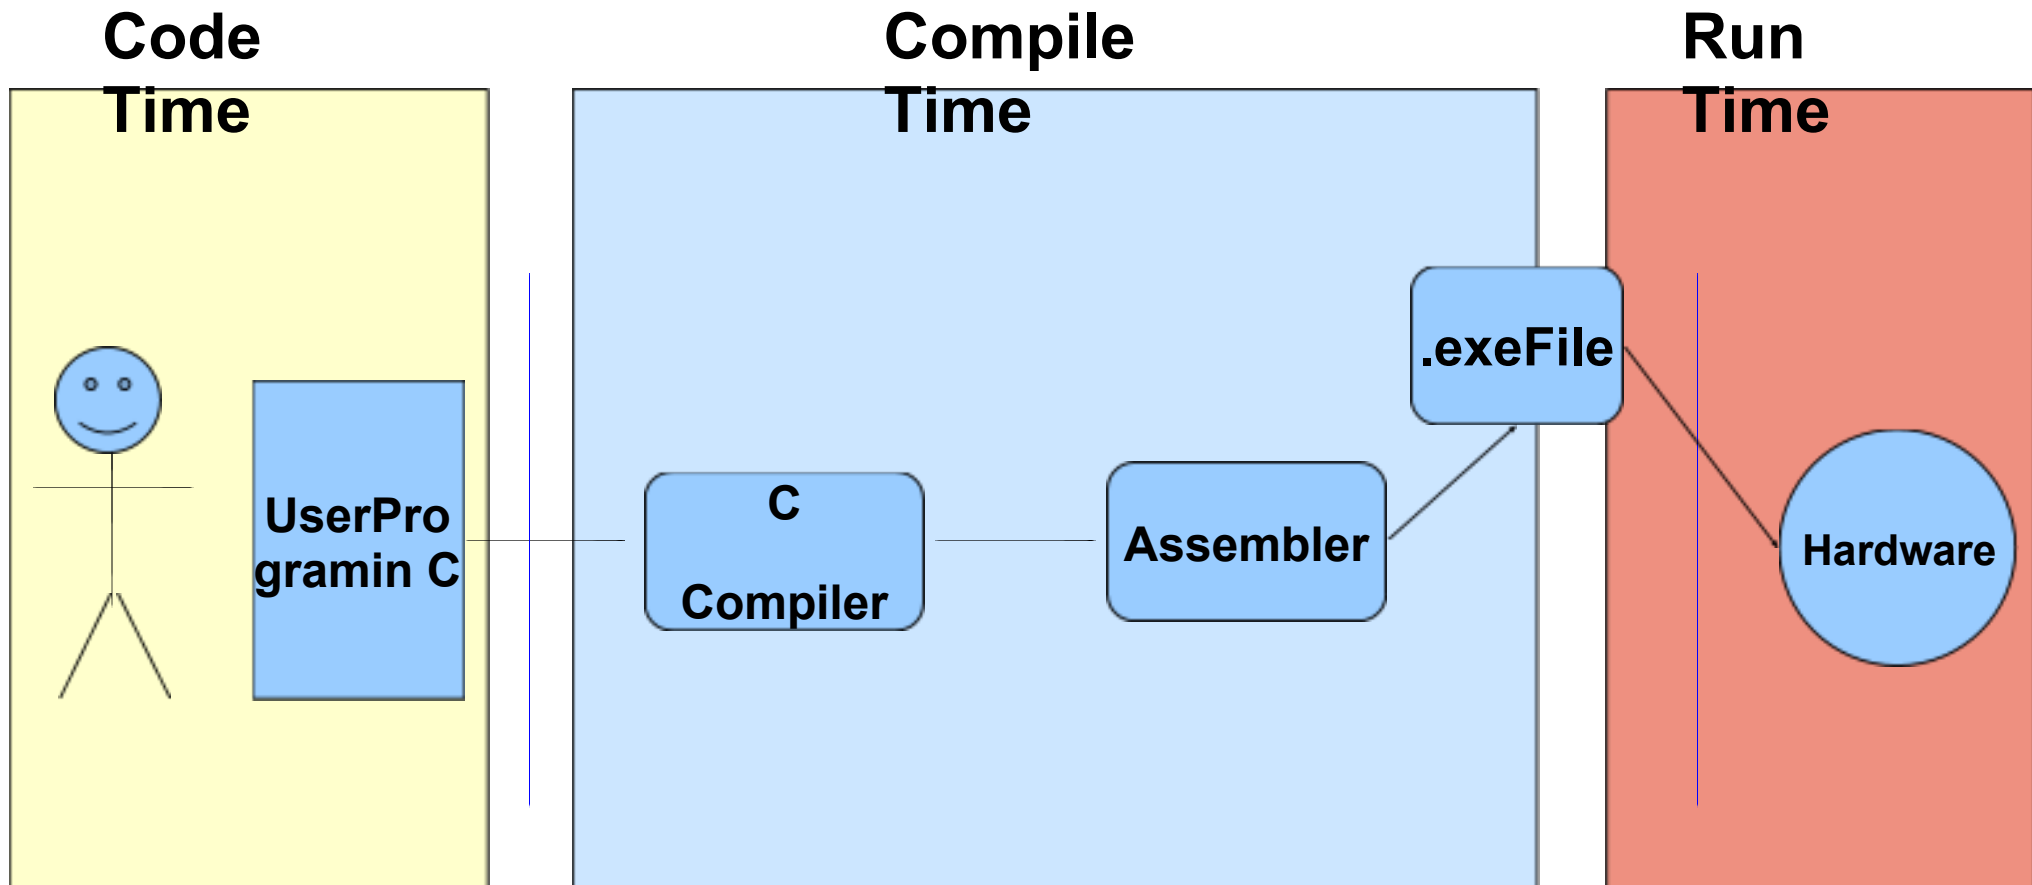 Code
Time
Compile
Time
Run
Time
UserPro
gramin C
C
Compiler
Assembler
.exeFile
Hardware